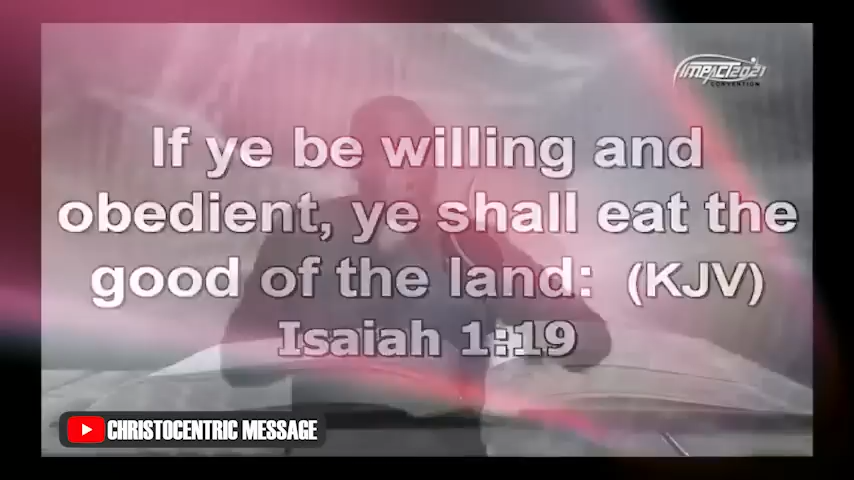 IMPACT2021
CONVENTION
If ye be willing and
obedient, ye shall eat the
good of the land: (KJV)
Isaiah 1:19
CHRISTOCENTRIC MESSAGE